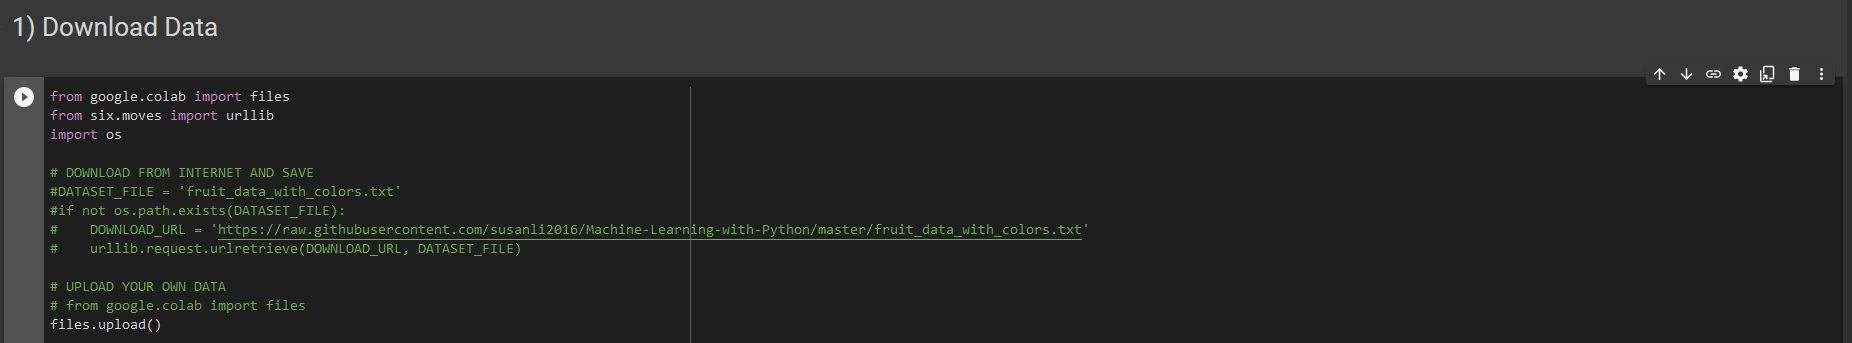 1) Download Data
from google.colab import files
from six.moves import urllib
import os
# DOWNLOAD FROM INTERNET AND SAVE
#DATASET_FILE = 'fruit_data_with_colors.txt'
#if not os.path.exists(DATASET_FILE):
#    DOWNLOAD_URL = 'https://raw.githubusercontent.com/susanli2016/Machine-Learning-with-Python/master/fruit_data_with_colors.txt'
#    urllib.request.urlretrieve(DOWNLOAD_URL, DATASET_FILE)
# UPLOAD YOUR OWN DATA
# from google.colab import files
files.upload()